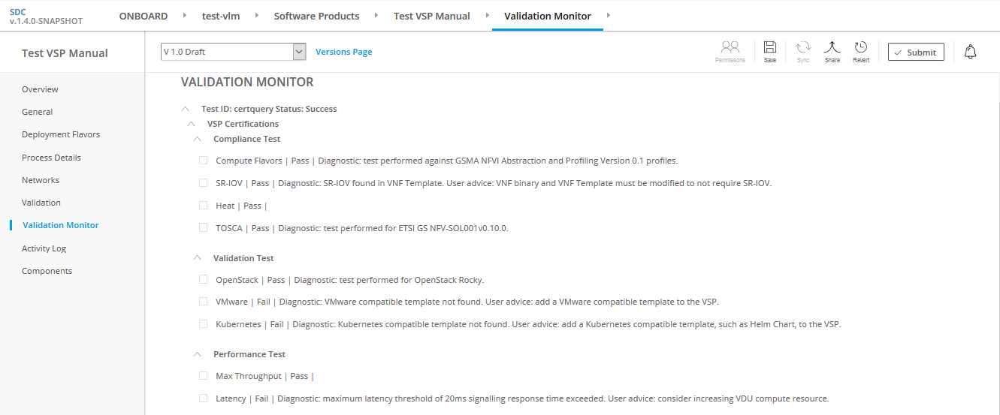 SDC
v.1.4.0-SNAPSHOT
ONBOARD
test-vlm
Software Products
Test VSP Manual
Validation Monitor
Test VSP Manual
V 1.0 Draft
Versions Page
Permissons
Save
Sync
Share
Revert
Submit
Overview
General
Deployment Flavors
Process Details
Networks
Validation
Validation Monitor
Activity Log
Components
VALIDATION MONITOR
Test ID: certquery Status: Success
VSP Certifications
Compliance Test
Compute Flavors | Pass | Diagnostic: test performed against GSMA NFVI Abstraction and Profiling Version 0.1 profiles.
SR-IOV | Pass | Diagnostic: SR-IOV found in VNF Template. User advice: VNF binary and VNF Template must be modified to not require SR-IOV.
Heat | Pass |
TOSCA | Pass | Diagnostic: test performed for ETSI GS NFV-SOL001v0.10.0.
Validation Test
OpenStack | Pass | Diagnostic: test performed for OpenStack Rocky.
VMware | Fail | Diagnostic: VMware compatible template not found. User advice: add a VMware compatible template to the VSP.
Kubernetes | Fail | Diagnostic: Kubernetes compatible template not found. User advice: add a Kubernetes compatible template, such as Helm Chart, to the VSP.
Performance Test
Max Throughput | Pass |
Latency | Fail | Diagnostic: maximum latency threshold of 20ms signalling response time exceeded. User advice: consider increasing VDU compute resource.